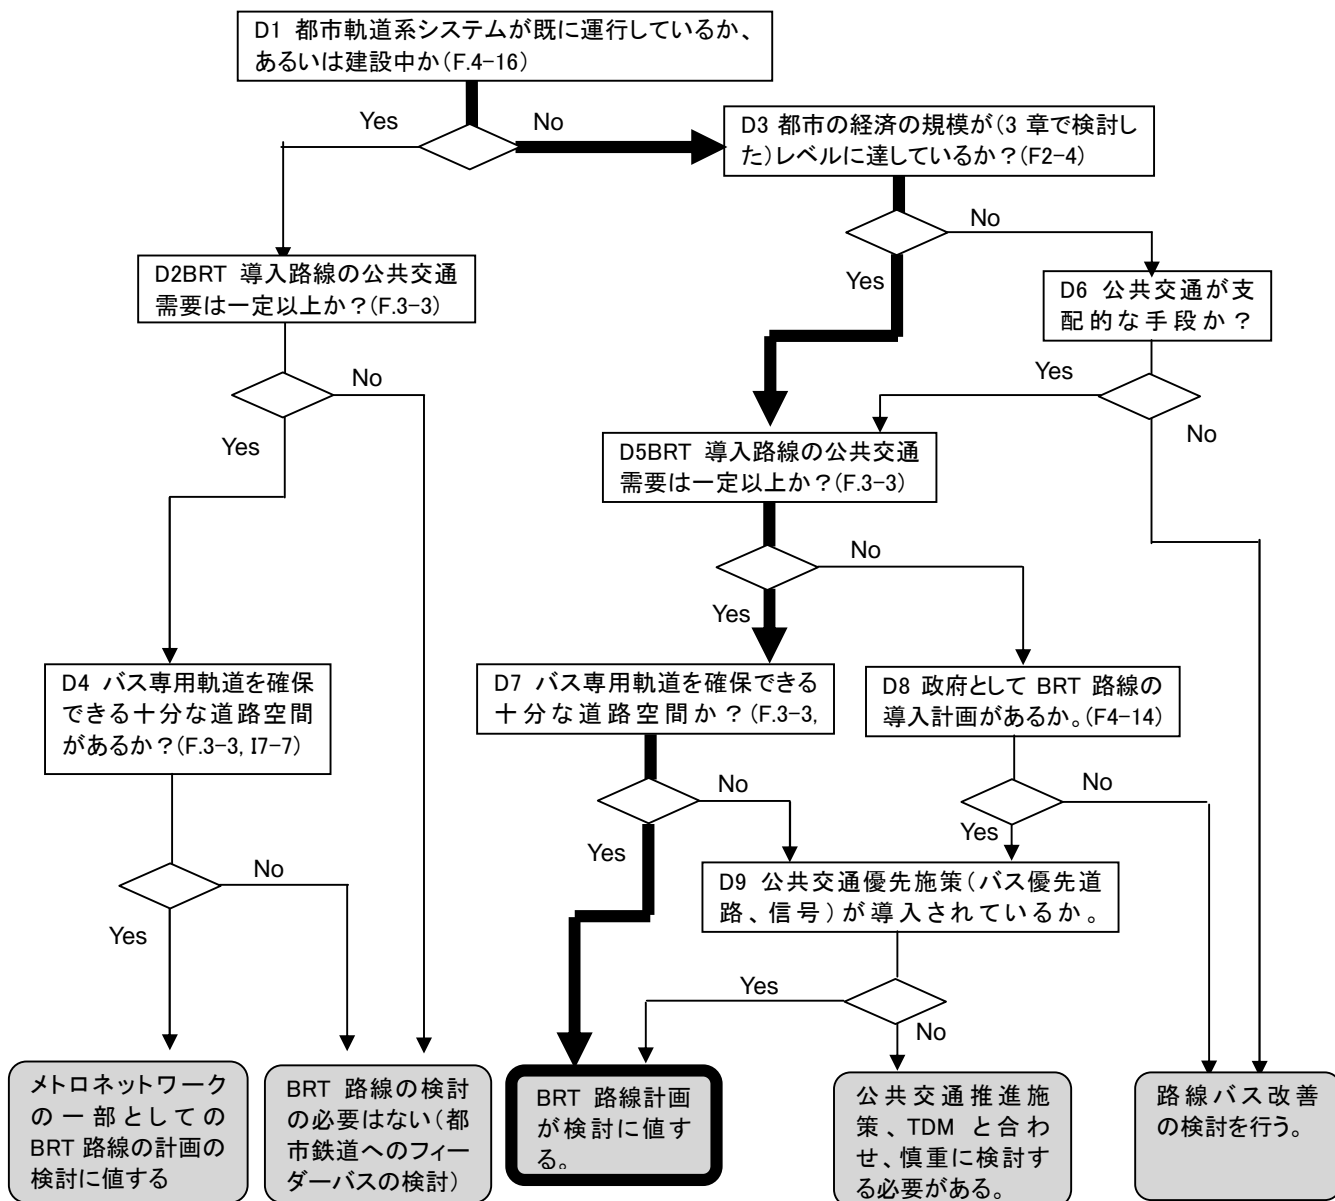 D1 都市軌道系システムが既に運行しているか、
あるいは建設中か(F.4-16)
Yes
No
D3 都市の経済の規模が(3 章で検討し
た)レベルに達しているか？(F2-4)
No
Yes
D2BRT 導入路線の公共交通
需要は一定以上か？(F.3-3)
D6 公共交通が支
配的な手段か？
No
Yes
Yes
No
D5BRT 導入路線の公共交通
需要は一定以上か？(F.3-3)
No
Yes
D4 バス専用軌道を確保
できる十分な道路空間
があるか？(F.3-3, I7-7)
D7 バス専用軌道を確保できる
十分な道路空間か？(F.3-3,
D8 政府として BRT 路線の
導入計画があるか。(F4-14)
No
Yes
No
Yes
D9 公共交通優先施策(バス優先道
路、信号)が導入されているか。
No
Yes
Yes
No
メトロネットワーク
の一部としての
BRT 路線の計画の
検討に値する
BRT 路線の検討
の必要はない(都
市鉄道へのフィー
ダーバスの検討)
BRT 路線計画
が検討に値す
る。
公共交通推進施
策、TDM と合わ
せ、慎重に検討す
る必要がある。
路線バス改善
の検討を行う。